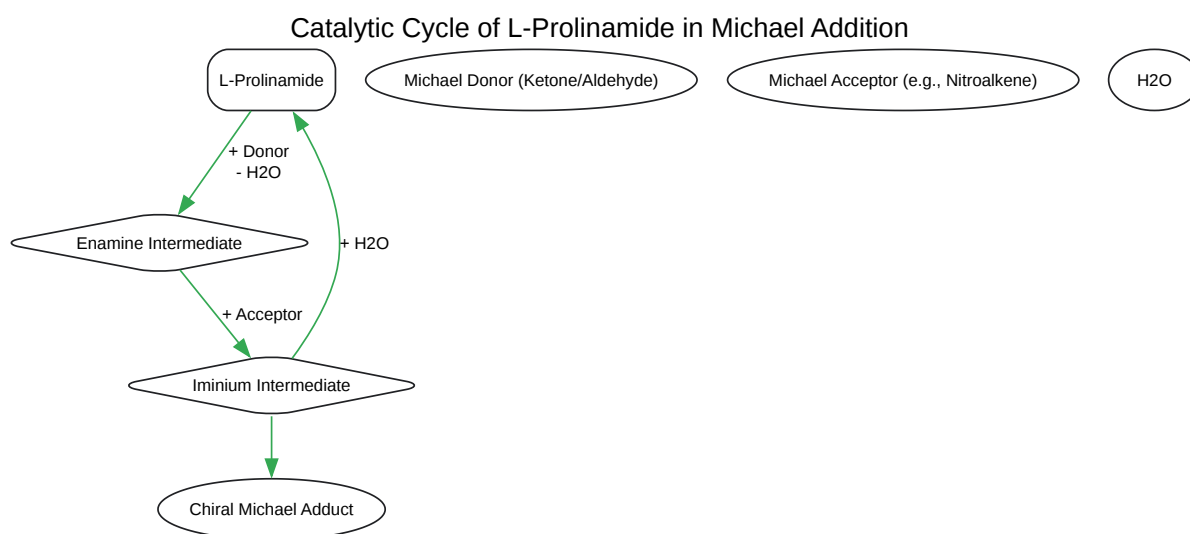 Catalytic Cycle of L-Prolinamide in Michael Addition
L-Prolinamide
Michael Donor (Ketone/Aldehyde)
Michael Acceptor (e.g., Nitroalkene)
H2O
+ Donor
- H2O
Enamine Intermediate
+ H2O
+ Acceptor
Iminium Intermediate
Chiral Michael Adduct